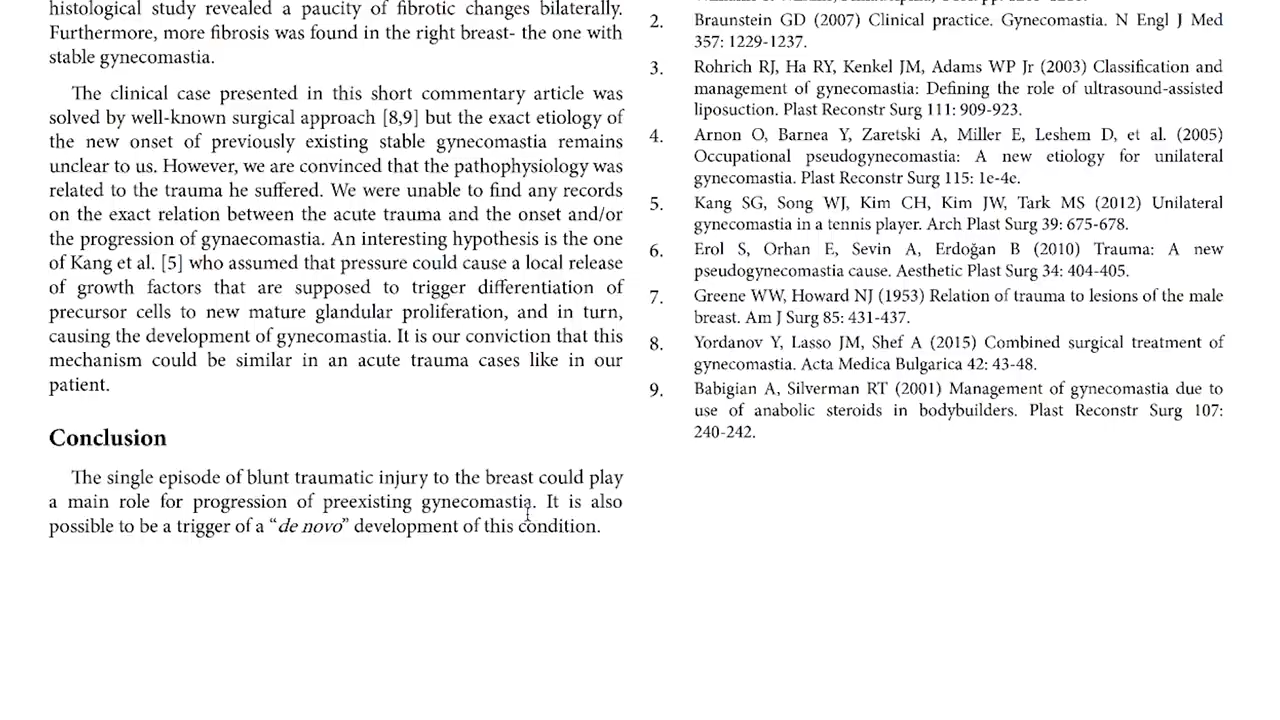 histological study revealed a paucity of fibrotic changes bilaterally.
Furthermore, more fibrosis was found in the right breast- the one with
stable gynecomastia.
The clinical case presented in this short commentary article was
solved by well-known surgical approach [8,9] but the exact etiology of
the new onset of previously existing stable gynecomastia remains
unclear to us. However, we are convinced that the pathophysiology was
related to the trauma he suffered. We were unable to find any records
on the exact relation between the acute trauma and the onset and/or
the progression of gynaecomastia. An interesting hypothesis is the one
of Kang et al. [5] who assumed that pressure could cause a local release
of growth factors that are supposed to trigger differentiation of
precursor cells to new mature glandular proliferation, and in turn,
causing the development of gynecomastia. It is our conviction that this
mechanism could be similar in an acute trauma cases like in our
patient.
Conclusion
The single episode of blunt traumatic injury to the breast could play
a main role for progression of preexisting gynecomastia. It is also
possible to be a trigger of a “de novo” development of this condition.
2. Braunstein GD (2007) Clinical practice. Gynecomastia. N Engl J Med
357: 1229-1237.
3. Rohrich RJ, Ha RY, Kenkel JM, Adams WP Jr (2003) Classification and
management of gynecomastia: Defining the role of ultrasound-assisted
liposuction. Plast Reconstr Surg 111: 909-923.
4. Arnon O, Barnea Y, Zaretski A, Miller E, Leshem D, et al. (2005)
Occupational pseudogynecomastia: A new etiology for unilateral
gynecomastia. Plast Reconstr Surg 115: 1e-4e.
5. Kang SG, Song WJ, Kim CH, Kim JW, Tark MS (2012) Unilateral
gynecomastia in a tennis player. Arch Plast Surg 39: 675-678.
6. Erol S, Orhan E, Sevin A, Erdoğan B (2010) Trauma: A new
pseudogynecomastia cause. Aesthetic Plast Surg 34: 404-405.
7. Greene WW, Howard NJ (1953) Relation of trauma to lesions of the male
breast. Am J Surg 85: 431-437.
8. Yordanov Y, Lasso JM, Shef A (2015) Combined surgical treatment of
gynecomastia. Acta Medica Bulgarica 42: 43-48.
9. Babigian A, Silverman RT (2001) Management of gynecomastia due to
use of anabolic steroids in bodybuilders. Plast Reconstr Surg 107:
240-242.